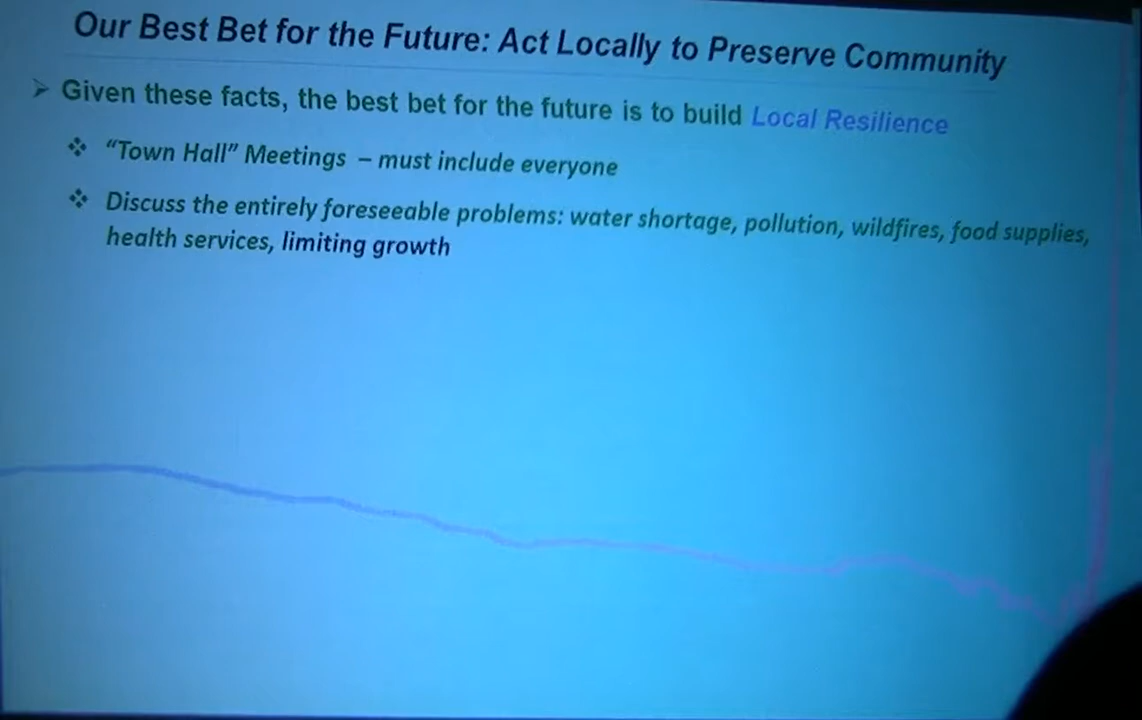 Our Best Bet for the Future: Act Locally to Preserve Community
Given these facts, the best bet for the future is to build Local Resilience
“Town Hall” Meetings – must include everyone
Discuss the entirely foreseeable problems: water shortage, pollution, wildfires, food supplies,
health services, limiting growth